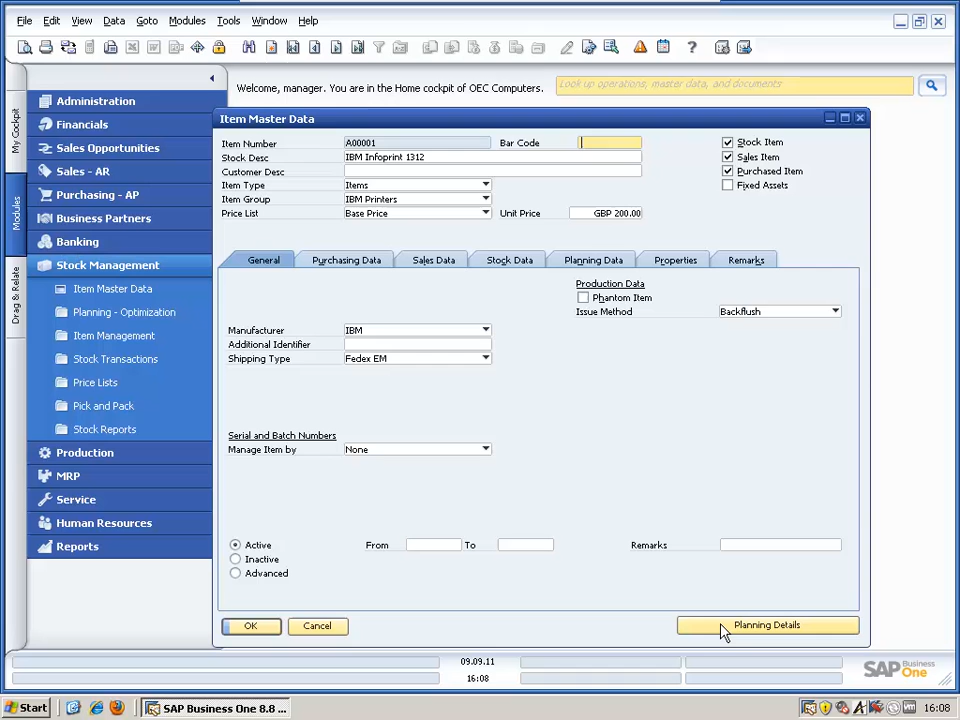 File Edit View Data Goto Modules Tools Window Help
Welcome, manager. You are in the Home cockpit of OEC Computers.
Look up operations, master data, and documents
My Cockpit
Modules
Drag & Relate
Administration
Financials
Sales Opportunities
Sales - AR
Purchasing - AP
Business Partners
Banking
Stock Management
Item Master Data
Planning - Optimization
Item Management
Stock Transactions
Price Lists
Pick and Pack
Stock Reports
Production
MRP
Service
Human Resources
Reports
Item Master Data
Item Number A00001 Bar Code
Stock Desc IBM Infoprint 1312
Customer Desc
Item Type Items
Item Group IBM Printers
Price List Base Price Unit Price GBP 200.00
Stock Item
Sales Item
Purchased Item
Fixed Assets
General Purchasing Data Sales Data Stock Data Planning Data Properties Remarks
Production Data
Phantom Item
Issue Method Backflush
Manufacturer IBM
Additional Identifier
Shipping Type Fedex EM
Serial and Batch Numbers
Manage Item by None
Active From To Remarks
Inactive
Advanced
OK Cancel Planning Details
09.09.11
16:08
SAP Business One
Start SAP Business One 8.8 ... 16:08